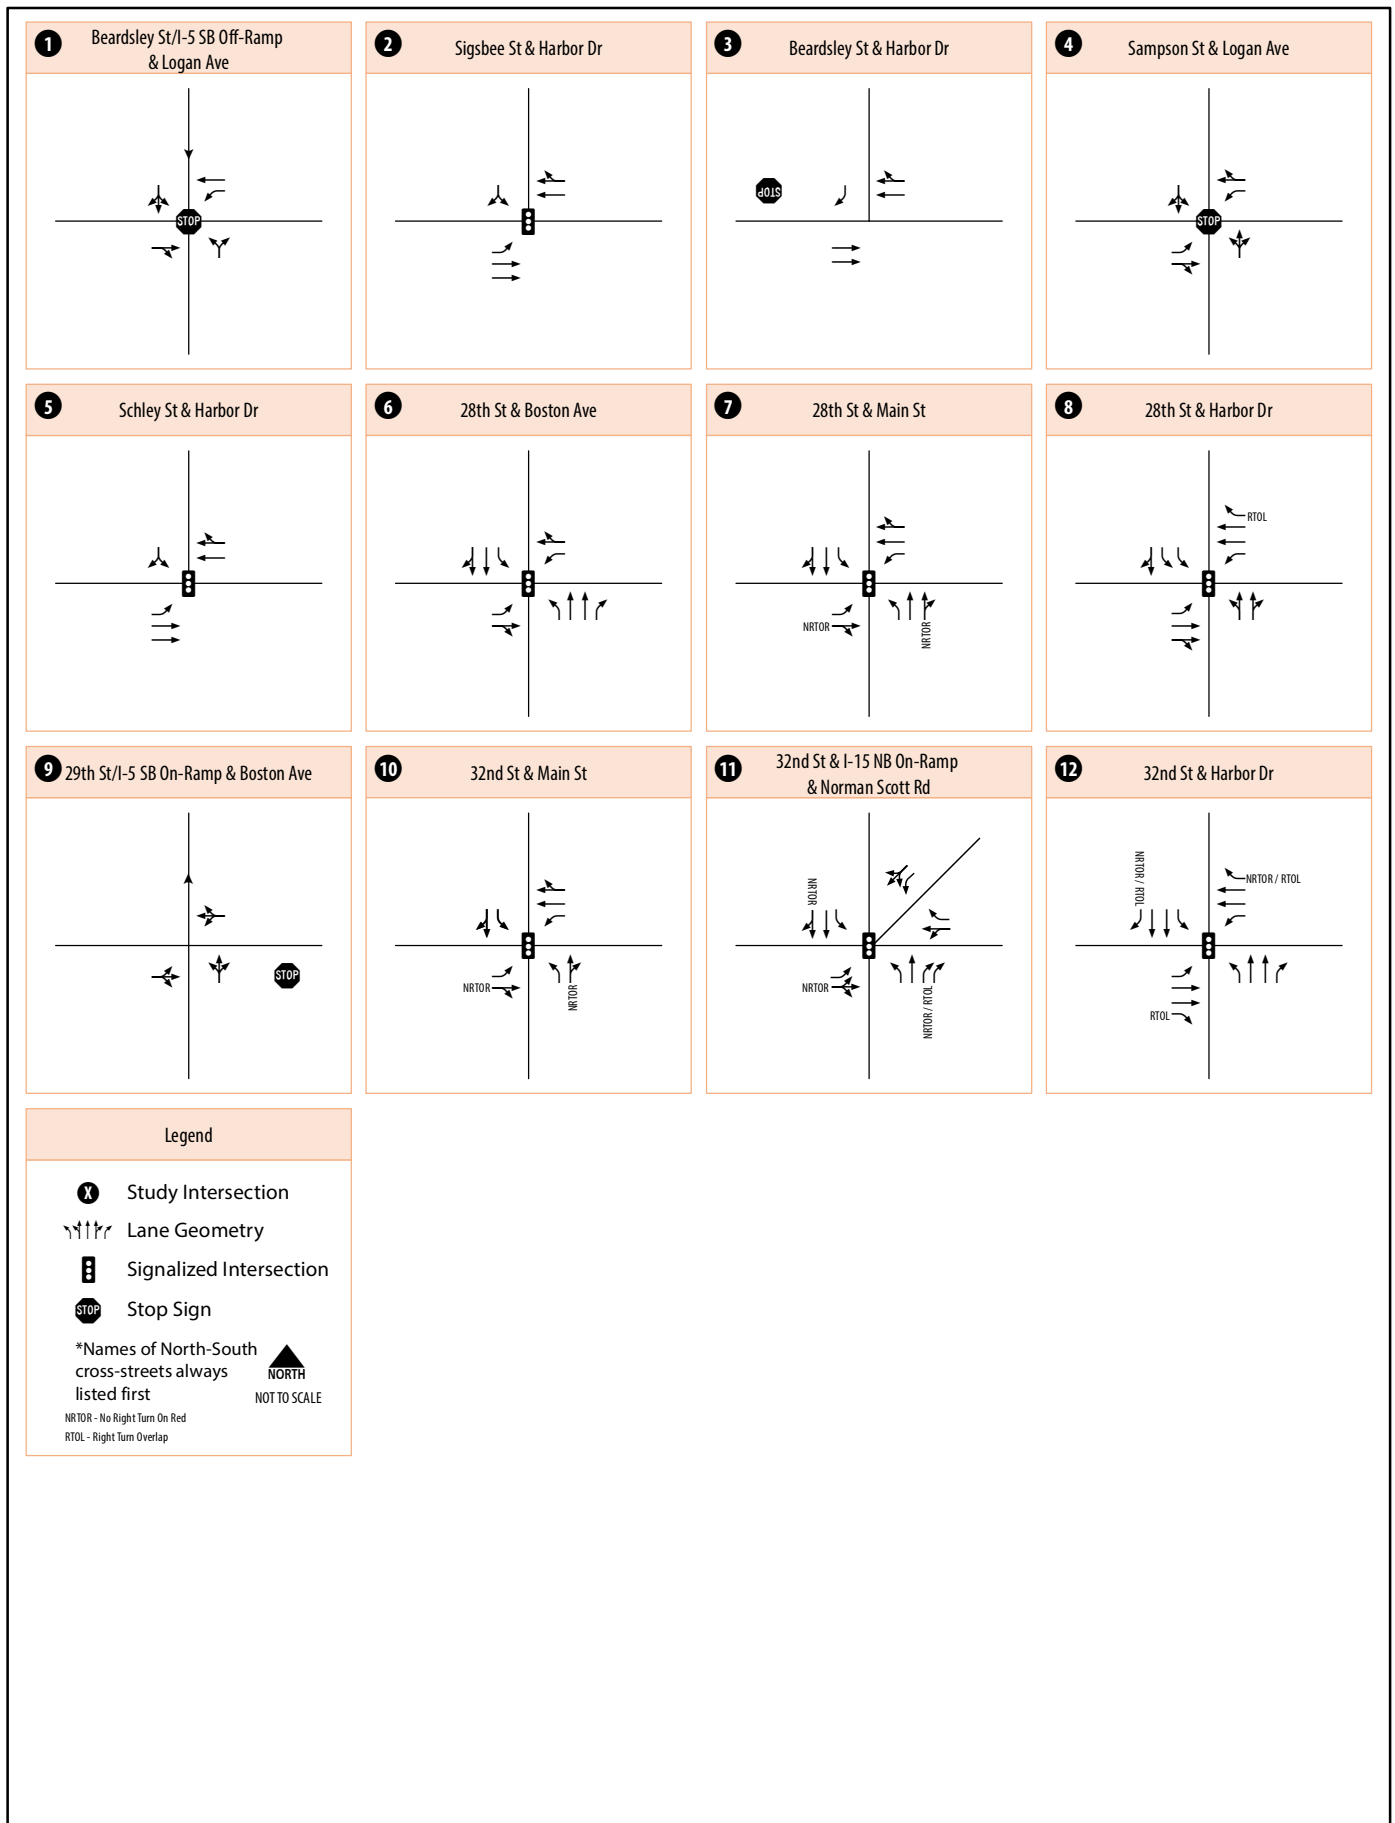 1
Beardsley St/I-5 SB Off-Ramp
& Logan Ave
STOP
2
Sigsbee St & Harbor Dr
3
Beardsley St & Harbor Dr
STOP
4
Sampson St & Logan Ave
STOP
5
Schley St & Harbor Dr
6
28th St & Boston Ave
7
28th St & Main St
NRTOR
NRTOR
8
28th St & Harbor Dr
RTOL
9
29th St/I-5 SB On-Ramp & Boston Ave
STOP
10
32nd St & Main St
NRTOR
NRTOR
11
32nd St & I-15 NB On-Ramp
& Norman Scott Rd
NRTOR
NRTOR
NRTOR / RTOL
12
32nd St & Harbor Dr
NRTOR / RTOL
NRTOR / RTOL
RTOL
Legend
X Study Intersection
Lane Geometry
Signalized Intersection
STOP Stop Sign
*Names of North-South
cross-streets always
listed first
NORTH
NOT TO SCALE
NRTOR - No Right Turn On Red
RTOL - Right Turn Overlap